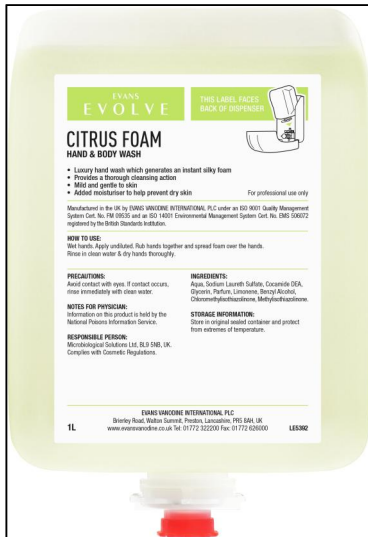 EVANS
EVOLVE
THIS LABEL FACES
BACK OF DISPENSER
CITRUS FOAM
HAND & BODY WASH
• Luxury hand wash which generates an instant silky foam
• Provides a thorough cleansing action
• Mild and gentle to skin
• Added moisturiser to help prevent dry skin
For professional use only
Manufactured in the UK by EVANS VANODINE INTERNATIONAL PLC under an ISO 9001 Quality Management
System Cert. No. FM 09535 and an ISO 14001 Environmental Management System Cert. No. EMS 506072
registered by the British Standards Institution.
HOW TO USE:
Wet hands. Apply undiluted. Rub hands together and spread foam over the hands.
Rinse in clean water & dry hands thoroughly.
PRECAUTIONS:
Avoid contact with eyes. If contact occurs,
rinse immediately with clean water.
NOTES FOR PHYSICIAN:
Information on this product is held by the
National Poisons Information Service.
RESPONSIBLE PERSON:
Microbiological Solutions Ltd, BL9 5NB, UK.
Complies with Cosmetic Regulations.
INGREDIENTS:
Aqua, Sodium Laureth Sulfate, Cocamide DEA,
Glycerin, Parfum, Limonene, Benzyl Alcohol,
Chloromethylisothiazolinone, Methylisothiazolinone.
STORAGE INFORMATION:
Store in original sealed container and protect
from extremes of temperature.
EVANS VANODINE INTERNATIONAL PLC
Brierley Road, Walton Summit, Preston, Lancashire, PR5 8AH, UK
1L www.evansvanodine.co.uk Tel: 01772 322200 Fax: 01772 626000 LE5392